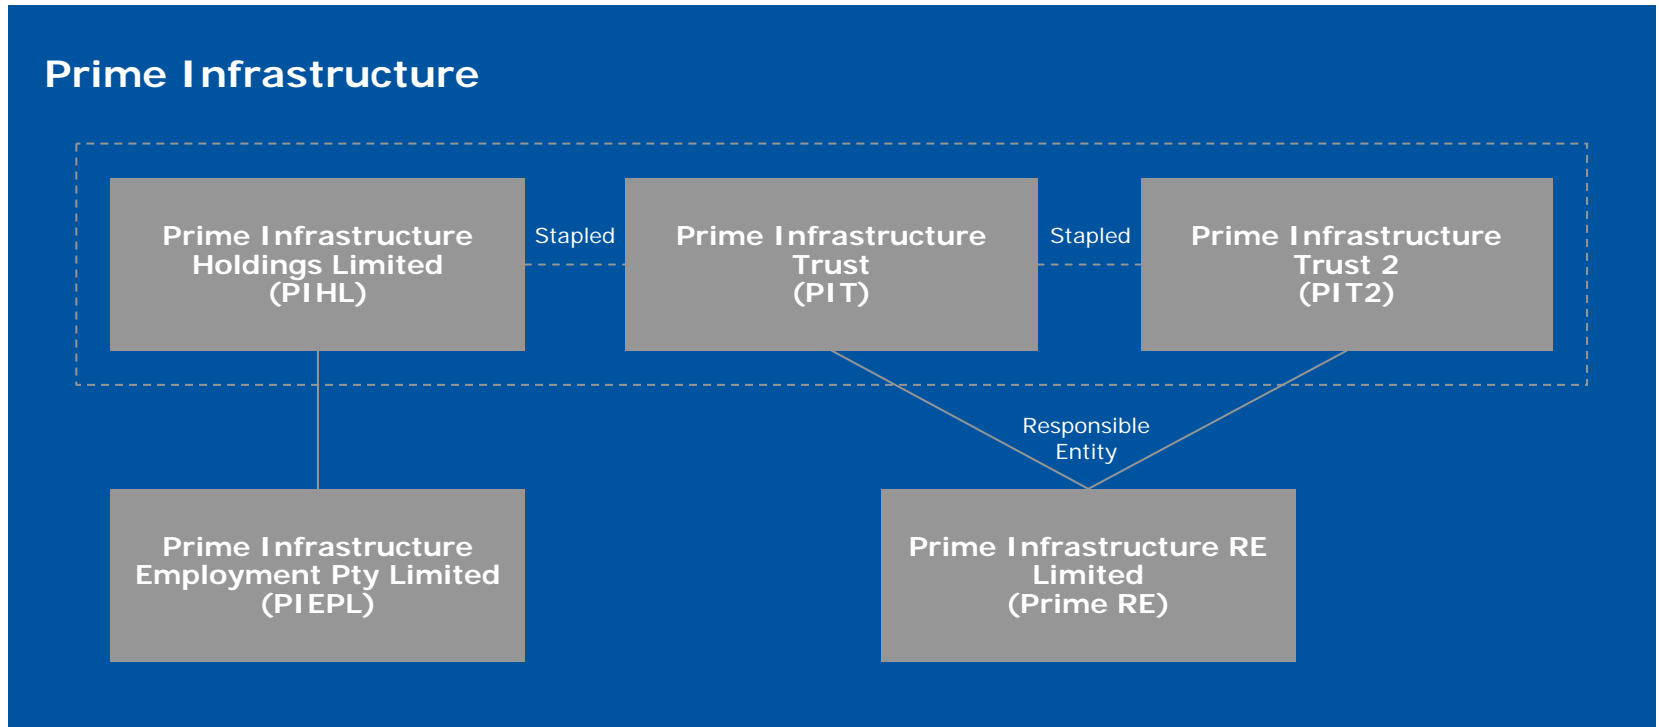 Prime Infrastructure
Prime Infrastructure
Holdings Limited
(PIHL)
Stapled
Prime Infrastructure
Trust
(PIT)
Stapled
Prime Infrastructure
Trust 2
(PIT2)
Responsible
Entity
Prime Infrastructure
Employment Pty Limited
(PIEPL)
Prime Infrastructure RE
Limited
(Prime RE)